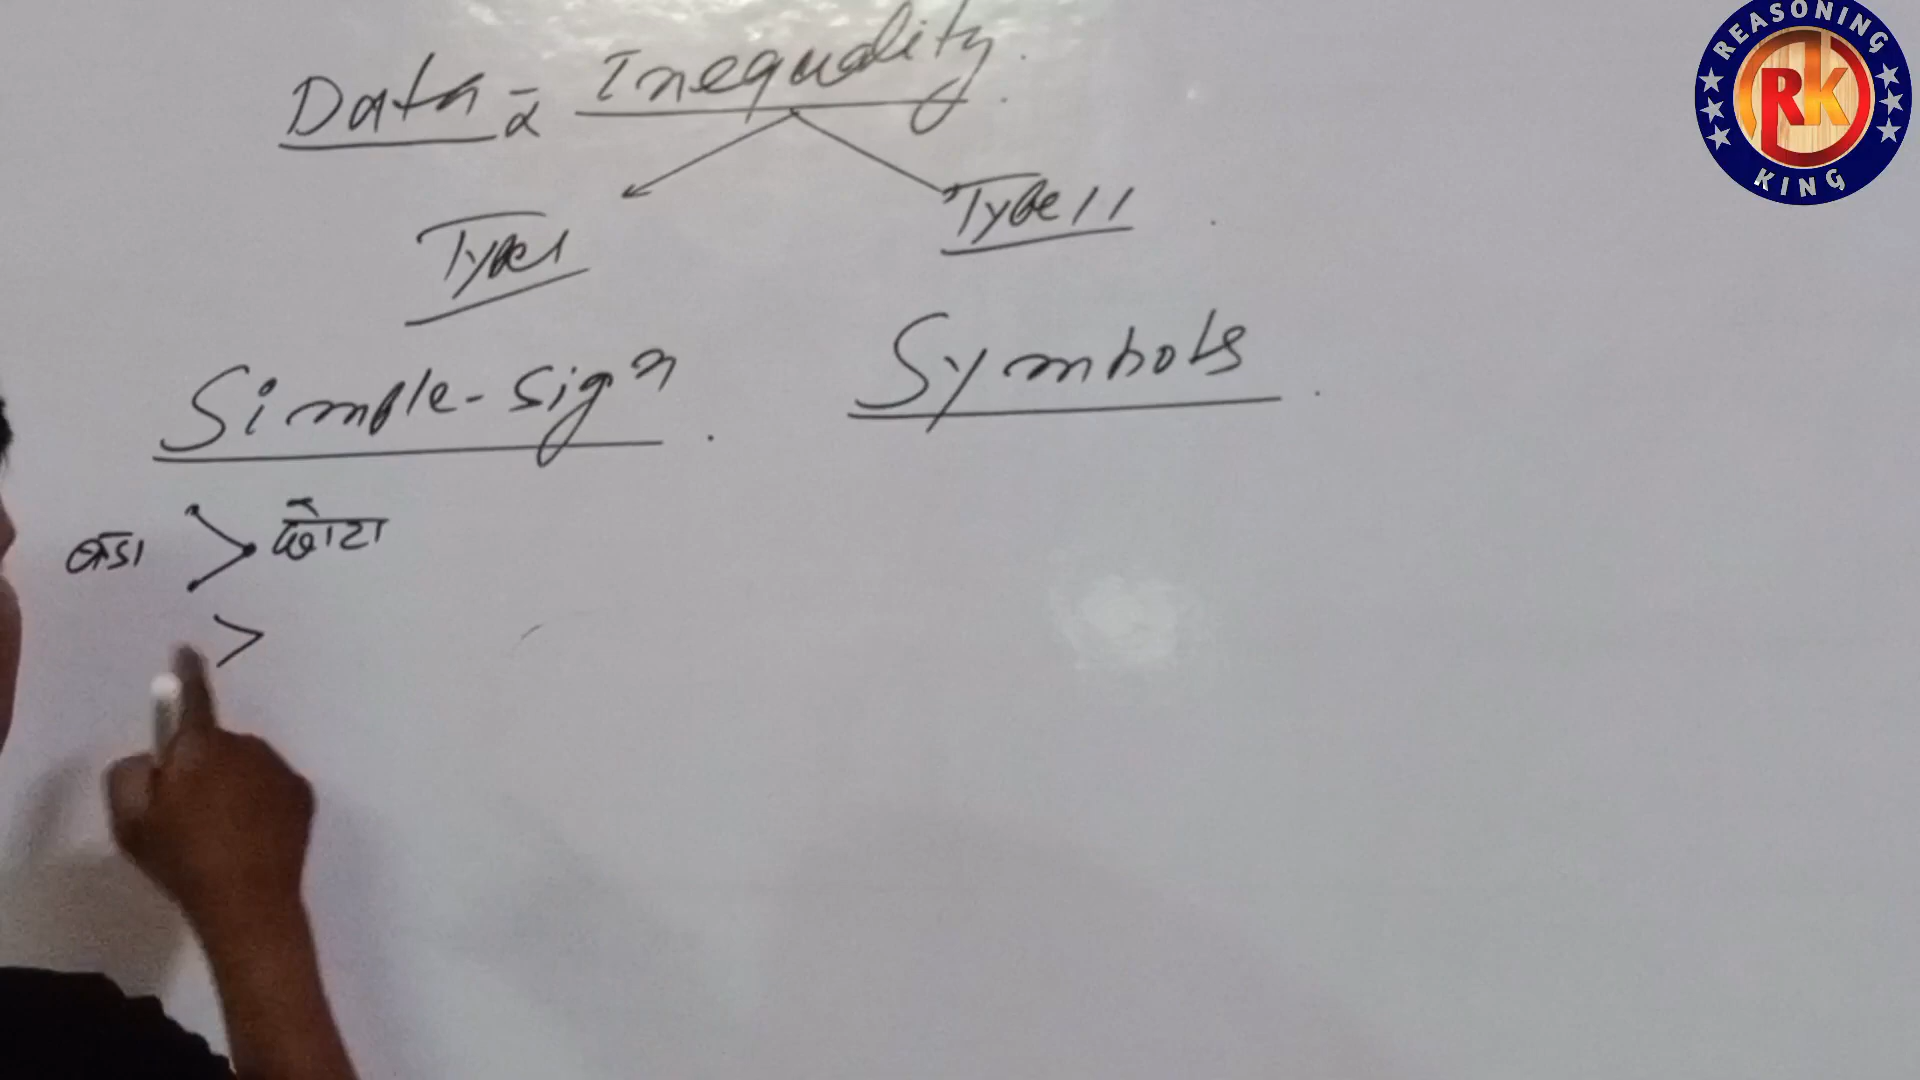 Data = Inequality.
Type I Type II
Simple-Sign. Symbols.
बडा > छोटा
>
REASONING
RK
KING